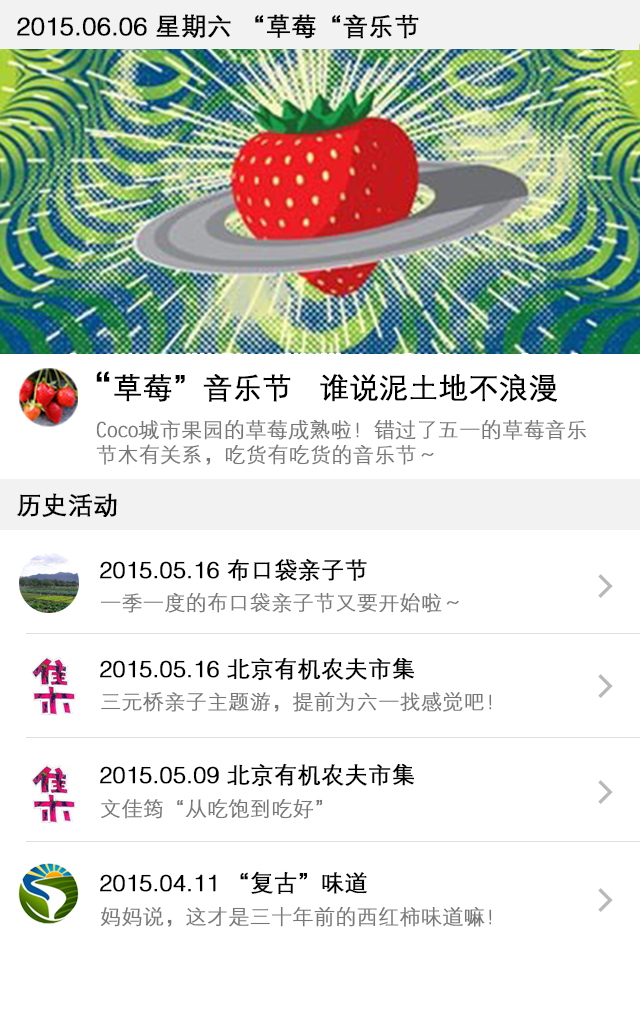 2015.06.06 星期六 “草莓“音乐节
“草莓”音乐节 谁说泥土地不浪漫
Coco城市果园的草莓成熟啦! 错过了五一的草莓音乐
节木有关系，吃货有吃货的音乐节～
历史活动
2015.05.16 布口袋亲子节
一季一度的布口袋亲子节又要开始啦～
集
2015.05.16 北京有机农夫市集
三元桥亲子主题游，提前为六一找感觉吧!
集
2015.05.09 北京有机农夫市集
文佳筠“从吃饱到吃好”
2015.04.11 “复古”味道
妈妈说，这才是三十年前的西红柿味道嘛!